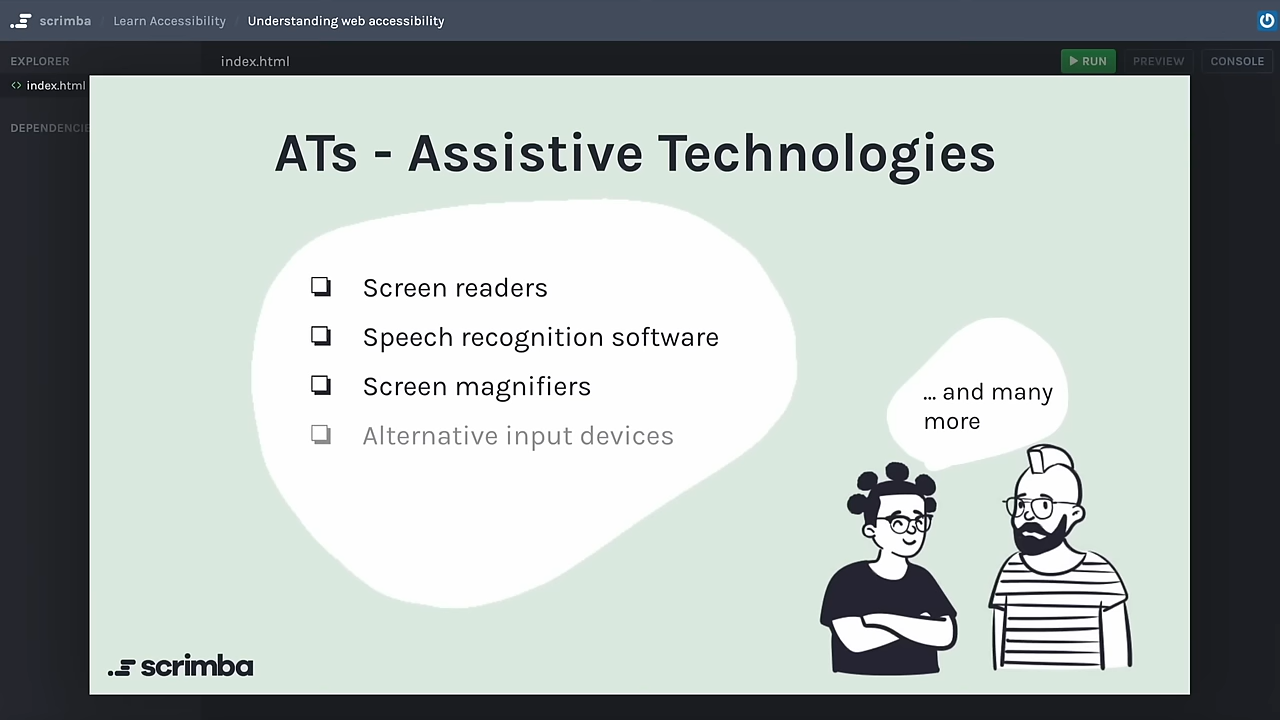 scrimba / Learn Accessibility / Understanding web accessibility
EXPLORER
index.html
RUN
PREVIEW
CONSOLE
index.html
DEPENDENCIE
ATs - Assistive Technologies
❏ Screen readers
❏ Speech recognition software
❏ Screen magnifiers
❏ Alternative input devices
... and many
more
scrimba